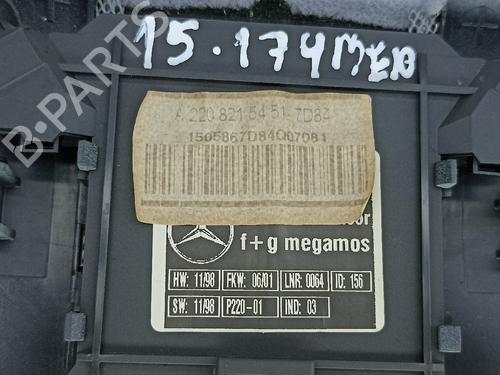 B-PARTS
15.174MED
A 220 821 54 51 7D84
1505867D84Q07081
f+g megamos
HW: 11/98 FKW: 06/01 LNR: 0064 ID: 156
SW: 11/98 P220-01 IND: 03